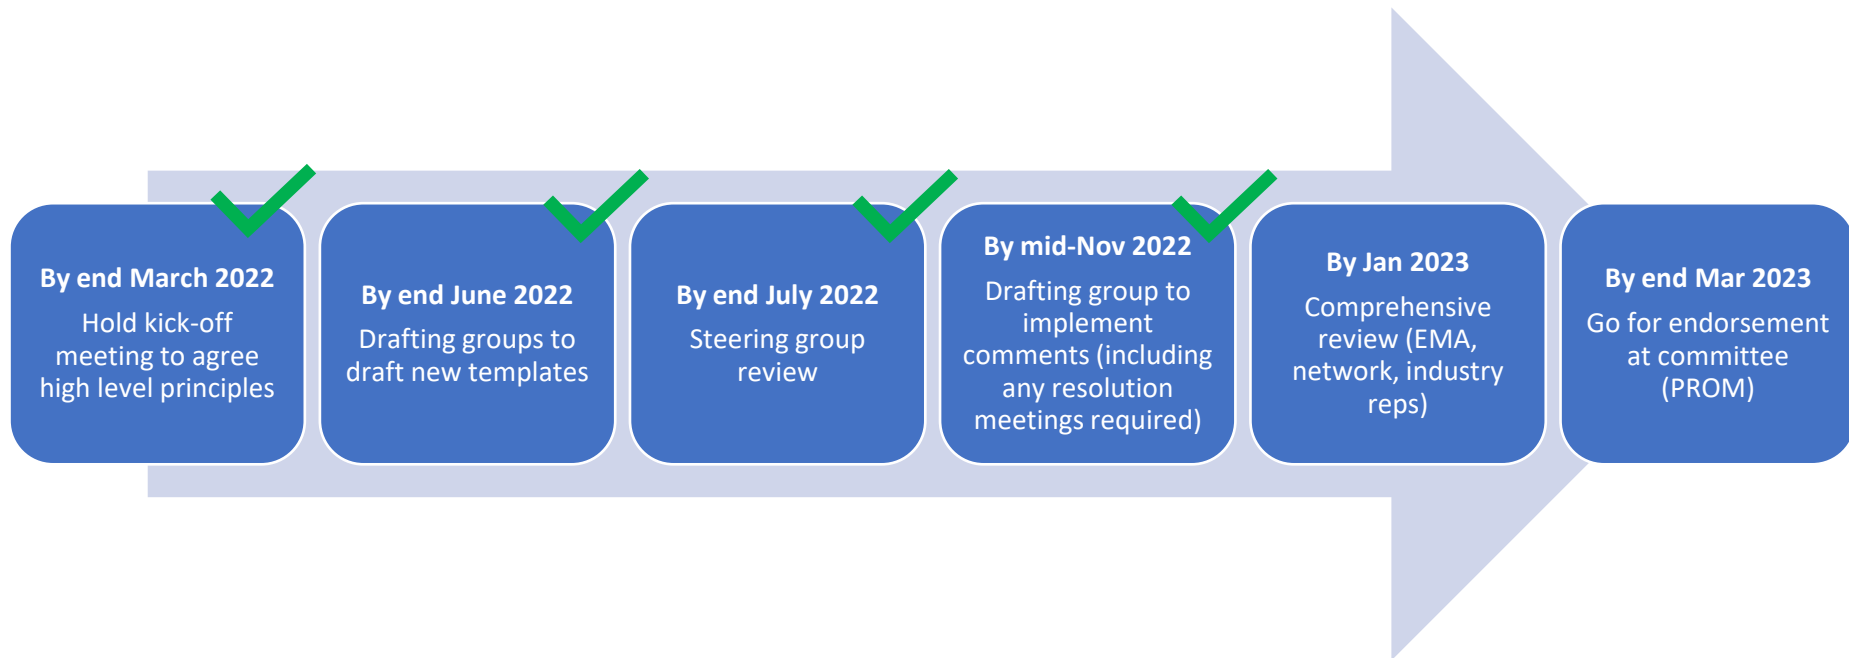 By end March 2022
Hold kick-off
meeting to agree
high level principles
By end June 2022
Drafting groups to
draft new templates
By end July 2022
Steering group
review
By mid-Nov 2022
Drafting group to
implement
comments (including
any resolution
meetings required)
By Jan 2023
Comprehensive
review (EMA,
network, industry
reps)
By end Mar 2023
Go for endorsement
at committee
(PROM)